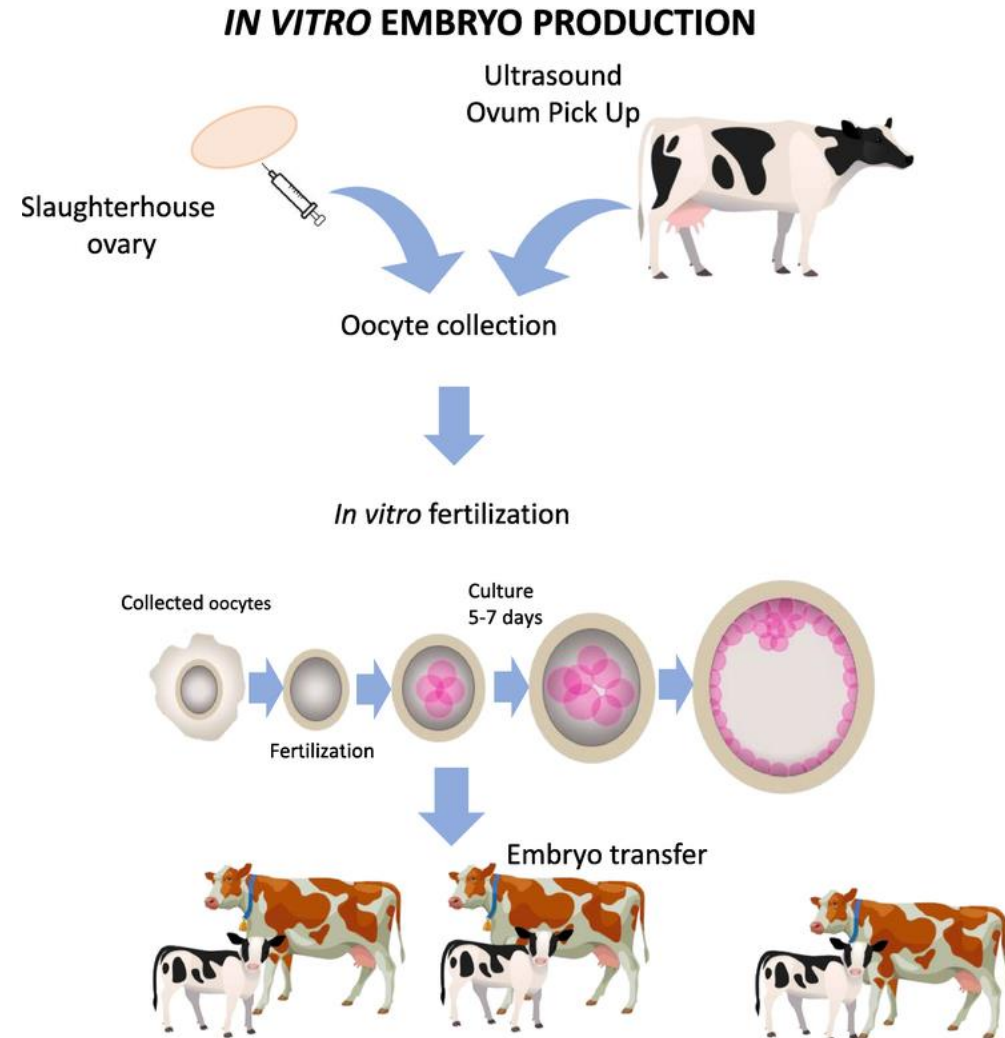 IN VITRO EMBRYO PRODUCTION
Ultrasound
Ovum Pick Up
Slaughterhouse
ovary
Oocyte collection
In vitro fertilization
Collected oocytes
Culture
5-7 days
Fertilization
Embryo transfer